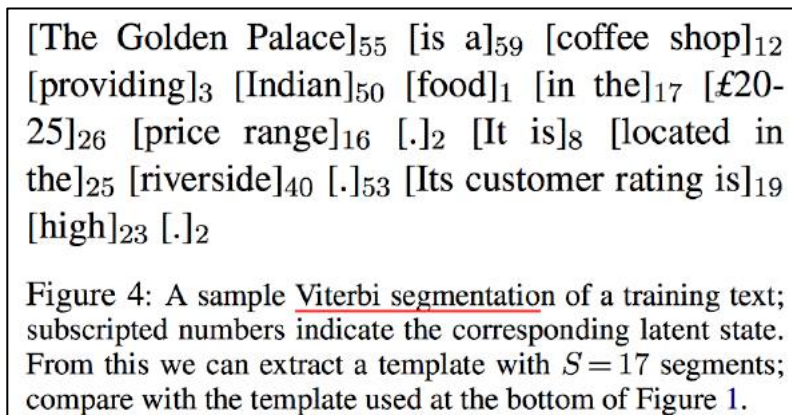 [The Golden Palace]55 [is a]59 [coffee shop]12
[providing]3 [Indian]50 [food]1 [in the]17 [£20-
25]26 [price range]16 [.]2 [It is]8 [located in
the]25 [riverside]40 [.]53 [Its customer rating is]19
[high]23 [.]2
Figure 4: A sample Viterbi segmentation of a training text;
subscripted numbers indicate the corresponding latent state.
From this we can extract a template with S = 17 segments;
compare with the template used at the bottom of Figure 1.